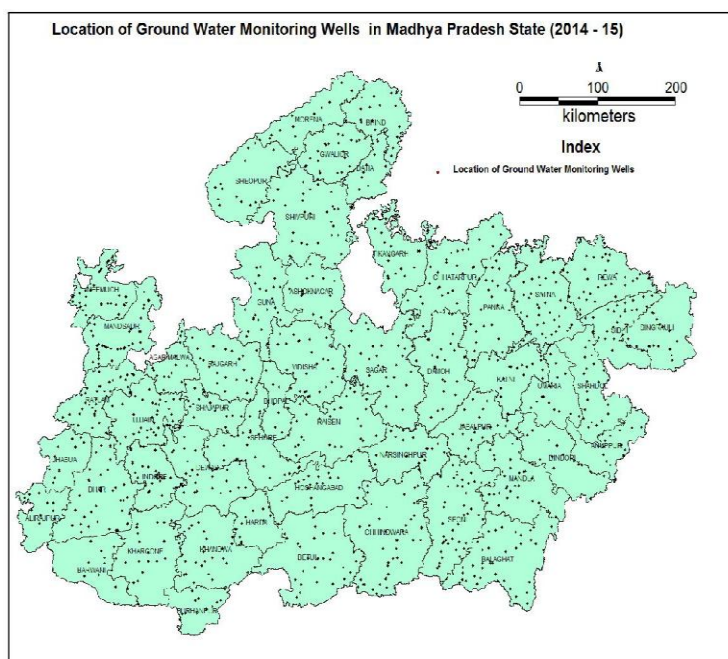 Location of Ground Water Monitoring Wells in Madhya Pradesh State (2014 - 15)
0 100 200
kilometers
Index
Location of Ground Water Monitoring Wells
MORENA
BHIND
GWALIOR
DATIA
SHEOPUR
SHIVPURI
TIKAMGARH
CHHATARPUR
NEEMUCH
ASHOKNAGAR
GUNA
PANNA
SATNA
REWA
MANDSAUR
SIDHI
SINGRAULI
AGARMALWA
RAJGARH
VIDISHA
SAGAR
DAMOH
KATNI
UMARIA
SHAHDOL
RATLAM
UJJAIN
SHAJAPUR
BHOPAL
RAISEN
JABALPUR
SEHORE
ANUPPUR
JHABUA
INDORE
DEWAS
NARSINGHPUR
DINDORI
DHAR
HOSHANGABAD
MANDLA
ALIRAJPUR
HARDA
SEONI
KHARGONE
KHANDWA
BETUL
CHHINDWARA
BALAGHAT
BARWANI
BURHANPUR